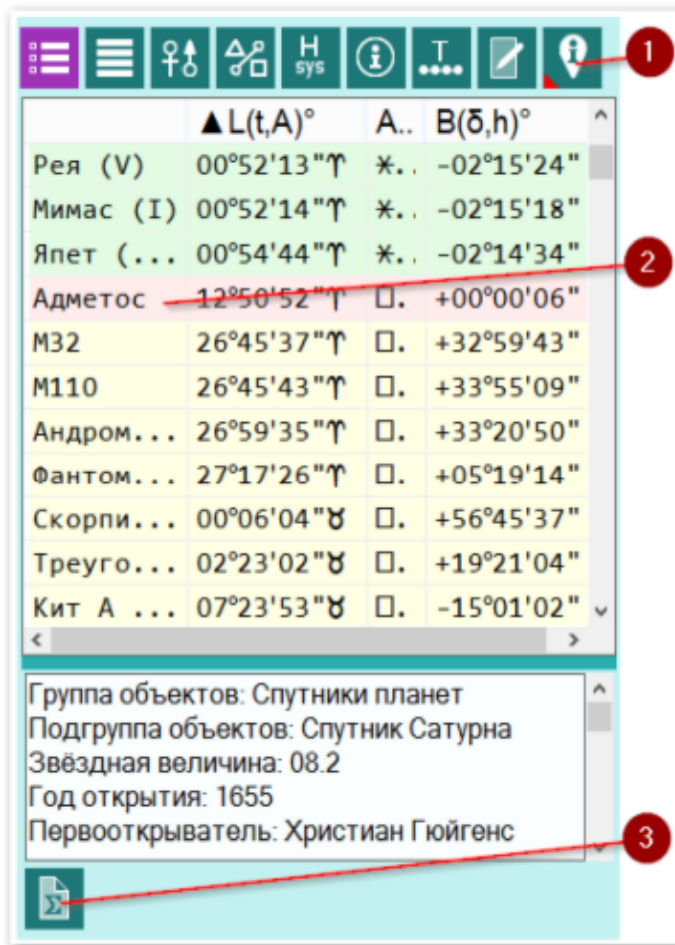 H
sys
T
1
▲L(t,A)° A.. B(δ,h)°
Рея (V) 00°52'13"♈ ⚹.. -02°15'24"
Мимас (I) 00°52'14"♈ ⚹.. -02°15'18"
Япет (... 00°54'44"♈ ⚹.. -02°14'34"
2
Адметос 12°50'52"♈ □. +00°00'06"
M32 26°45'37"♈ □. +32°59'43"
M110 26°45'43"♈ □. +33°55'09"
Андром... 26°59'35"♈ □. +33°20'50"
Фантом... 27°17'26"♈ □. +05°19'14"
Скорпи... 00°06'04"♉ □. +56°45'37"
Треуго... 02°23'02"♉ □. +19°21'04"
Кит А ... 07°23'53"♉ □. -15°01'02"
Группа объектов: Спутники планет
Подгруппа объектов: Спутник Сатурна
Звёздная величина: 08.2
Год открытия: 1655
Первооткрыватель: Христиан Гюйгенс
3
Σ